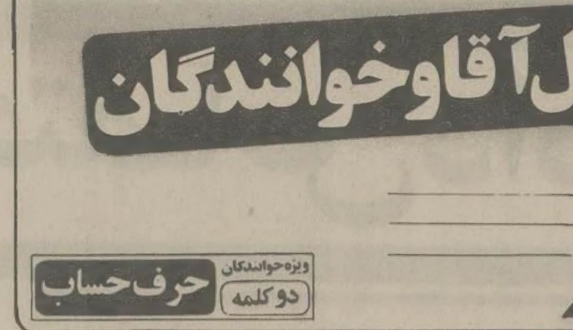 ل‌آقا و خوانندگان
ویژه خوانندگان
دو کلمه
حرف حساب